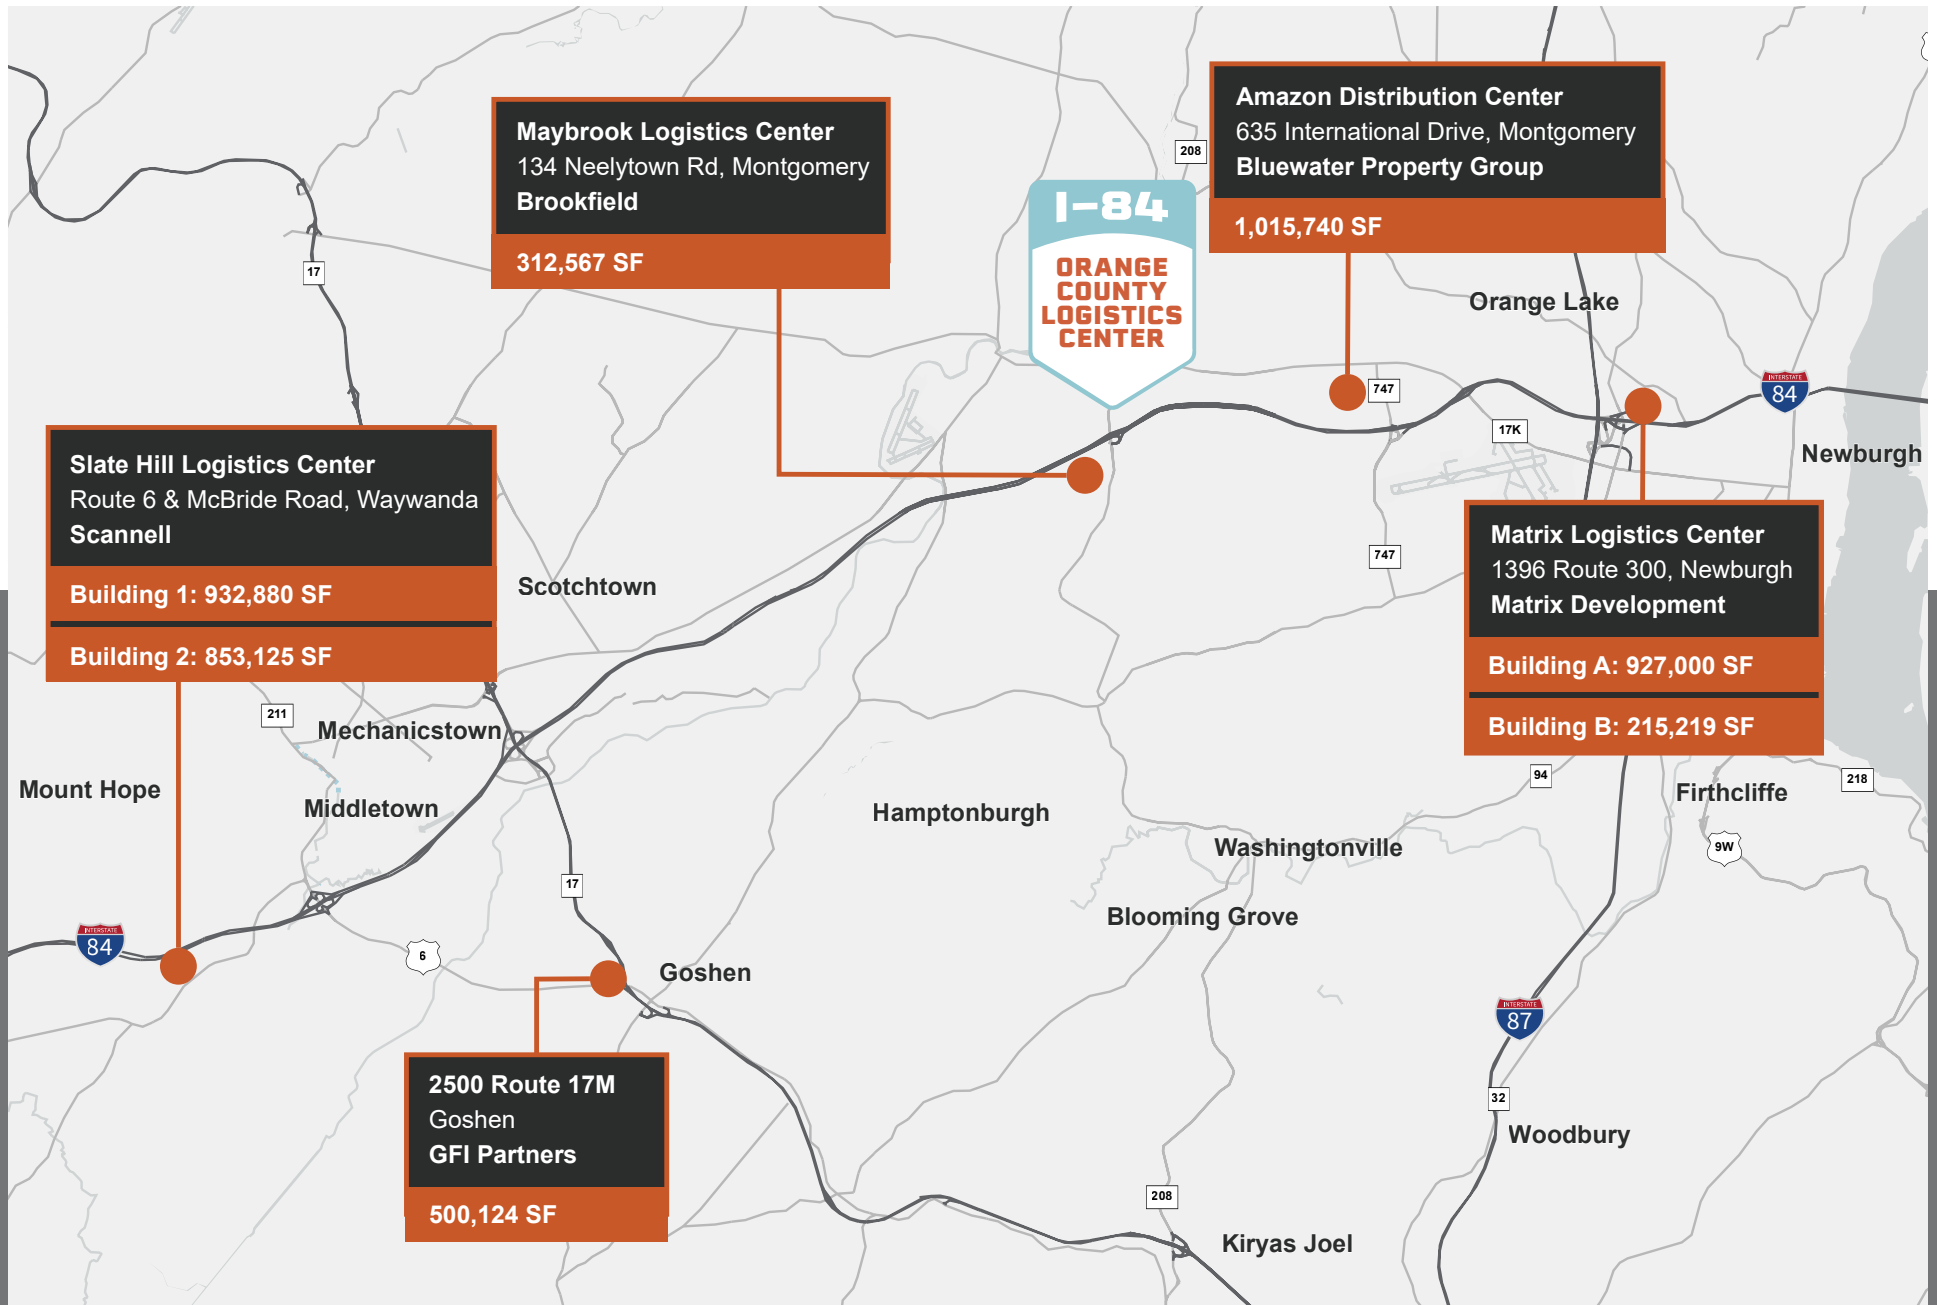 Amazon Distribution Center
635 International Drive, Montgomery
Bluewater Property Group
1,015,740 SF
Maybrook Logistics Center
134 Neelytown Rd, Montgomery
Brookfield
312,567 SF
208
I-84
ORANGE
COUNTY
LOGISTICS
CENTER
17
Orange Lake
747
INTERSTATE
84
17K
Newburgh
Slate Hill Logistics Center
Route 6 & McBride Road, Waywanda
Scannell
Building 1: 932,880 SF
Building 2: 853,125 SF
Scotchtown
747
Matrix Logistics Center
1396 Route 300, Newburgh
Matrix Development
Building A: 927,000 SF
Building B: 215,219 SF
211
Mechanicstown
Mount Hope
Middletown
Hamptonburgh
94
Firthcliffe
218
Washingtonville
9W
17
Blooming Grove
INTERSTATE
84
6
Goshen
INTERSTATE
87
2500 Route 17M
Goshen
GFI Partners
500,124 SF
32
Woodbury
208
Kiryas Joel